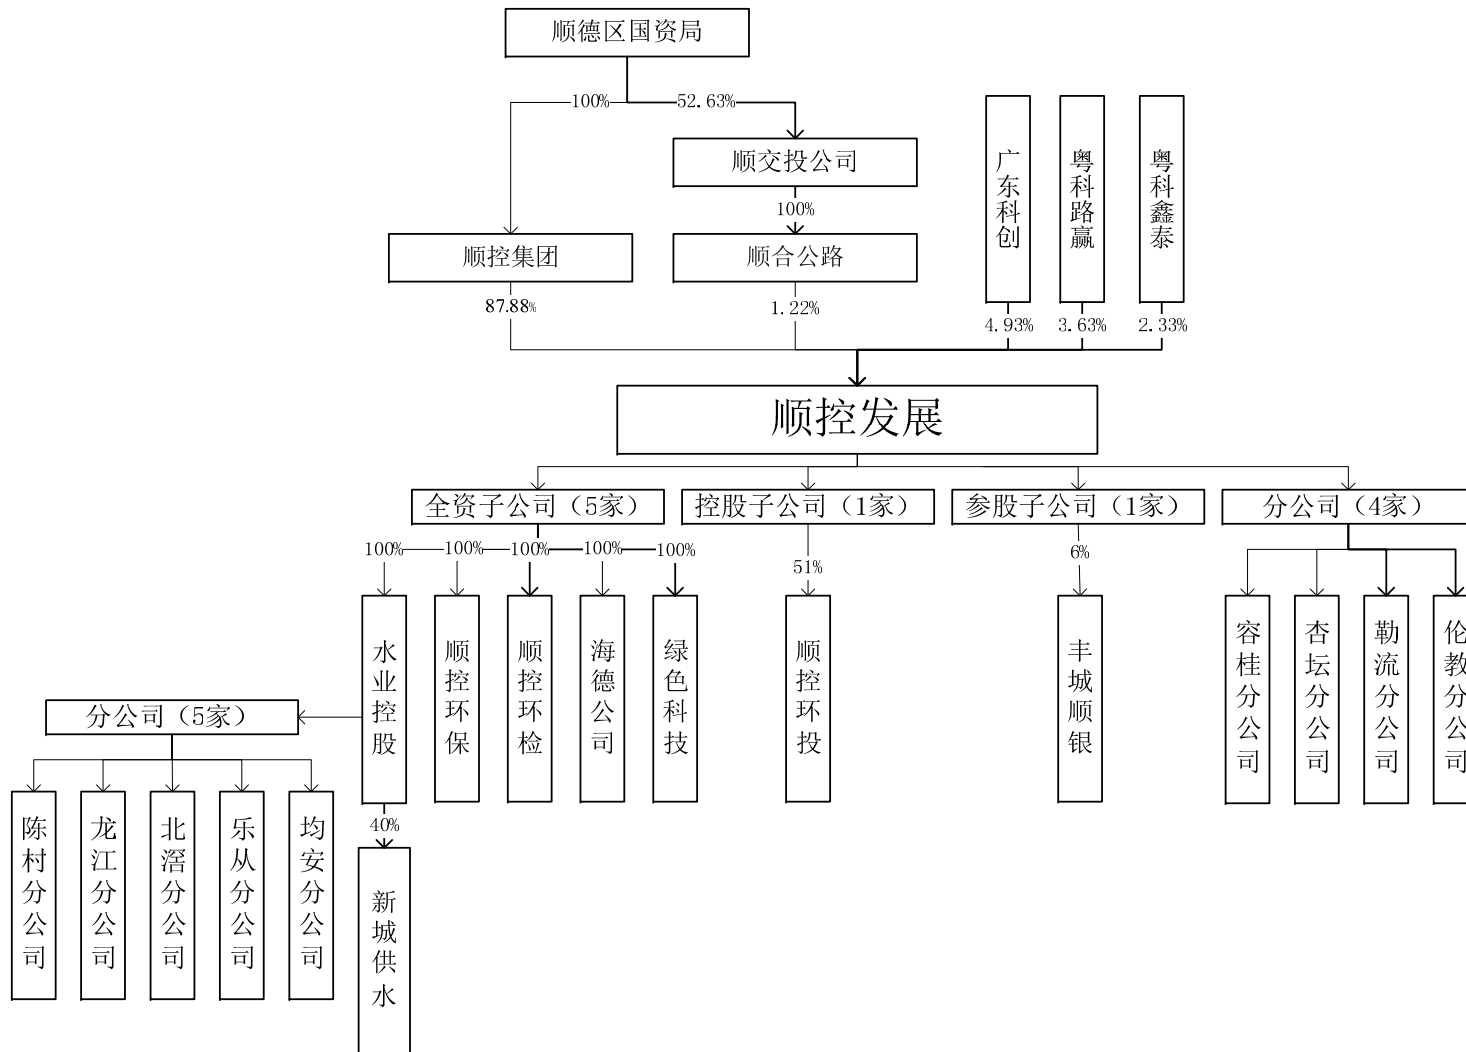 顺德区国资局
100%
52.63%
顺交投公司
100%
顺控集团
顺合公路
广东科创
粤科路赢
粤科鑫泰
87.88%
1.22%
4.93%
3.63%
2.33%
顺控发展
全资子公司（5家）
控股子公司（1家）
参股子公司（1家）
分公司（4家）
100%
100%
100%
100%
100%
51%
6%
水业控股
顺控环保
顺控环检
海德公司
绿色科技
顺控环投
丰城顺银
容桂分公司
杏坛分公司
勒流分公司
伦教分公司
分公司（5家）
陈村分公司
龙江分公司
北滘分公司
乐从分公司
均安分公司
40%
新城供水